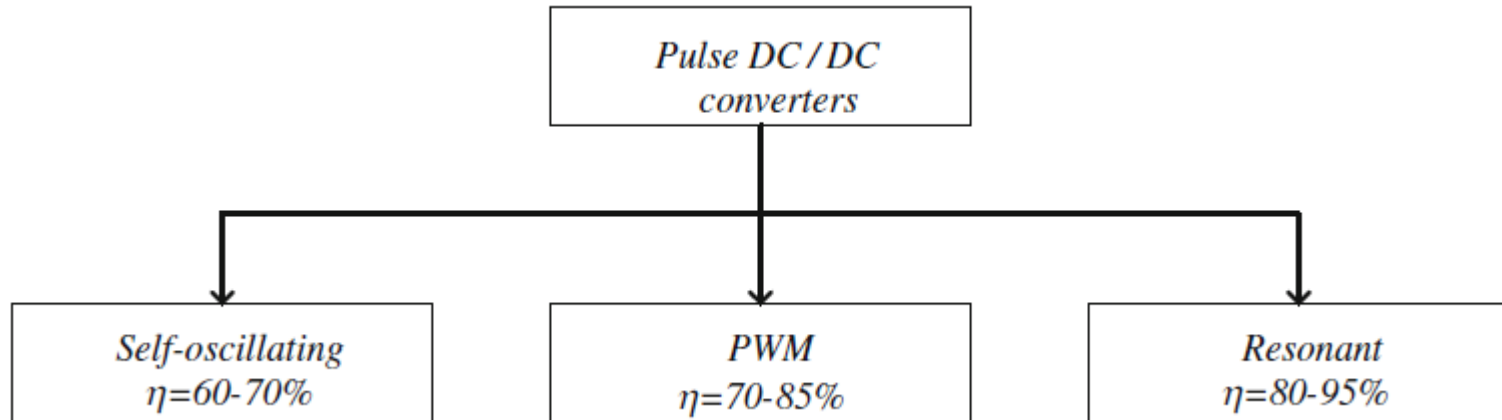 Pulse DC / DC
converters
Self-oscillating
η=60-70%
PWM
η=70-85%
Resonant
η=80-95%